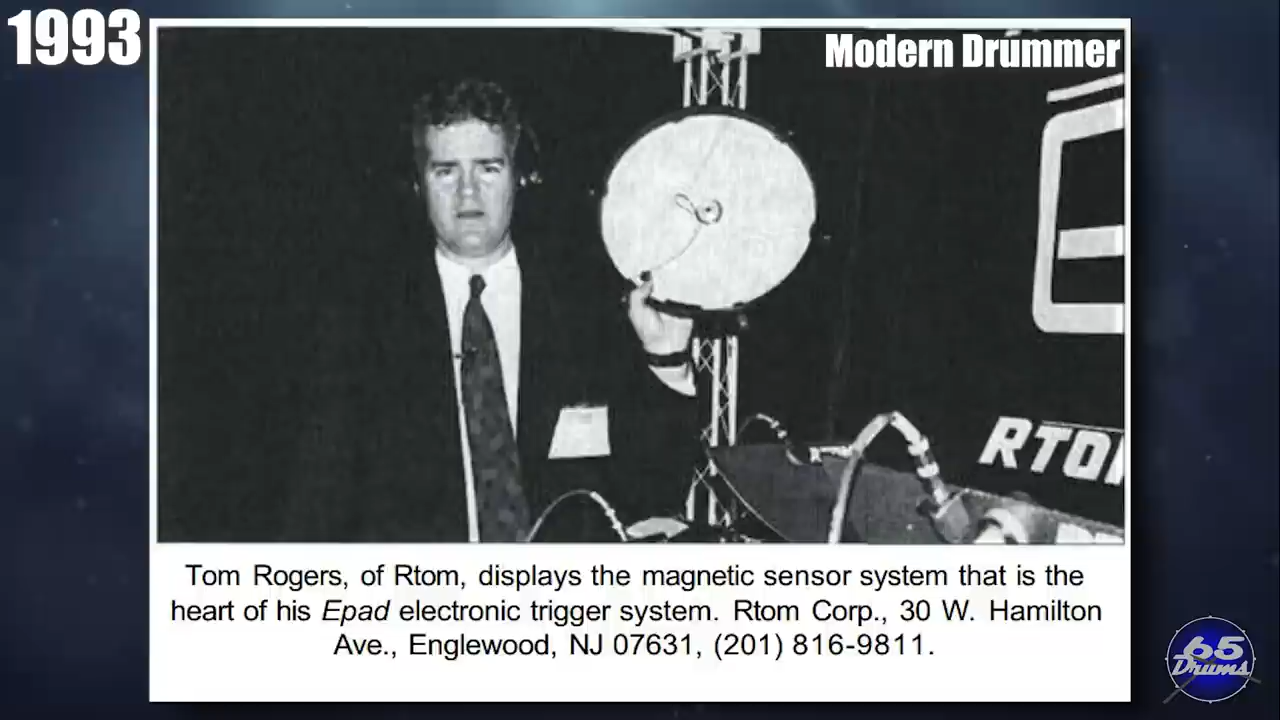 1993
Modern Drummer
E
RTOM
Tom Rogers, of Rtom, displays the magnetic sensor system that is the
heart of his Epad electronic trigger system. Rtom Corp., 30 W. Hamilton
Ave., Englewood, NJ 07631, (201) 816-9811.
65
Drums